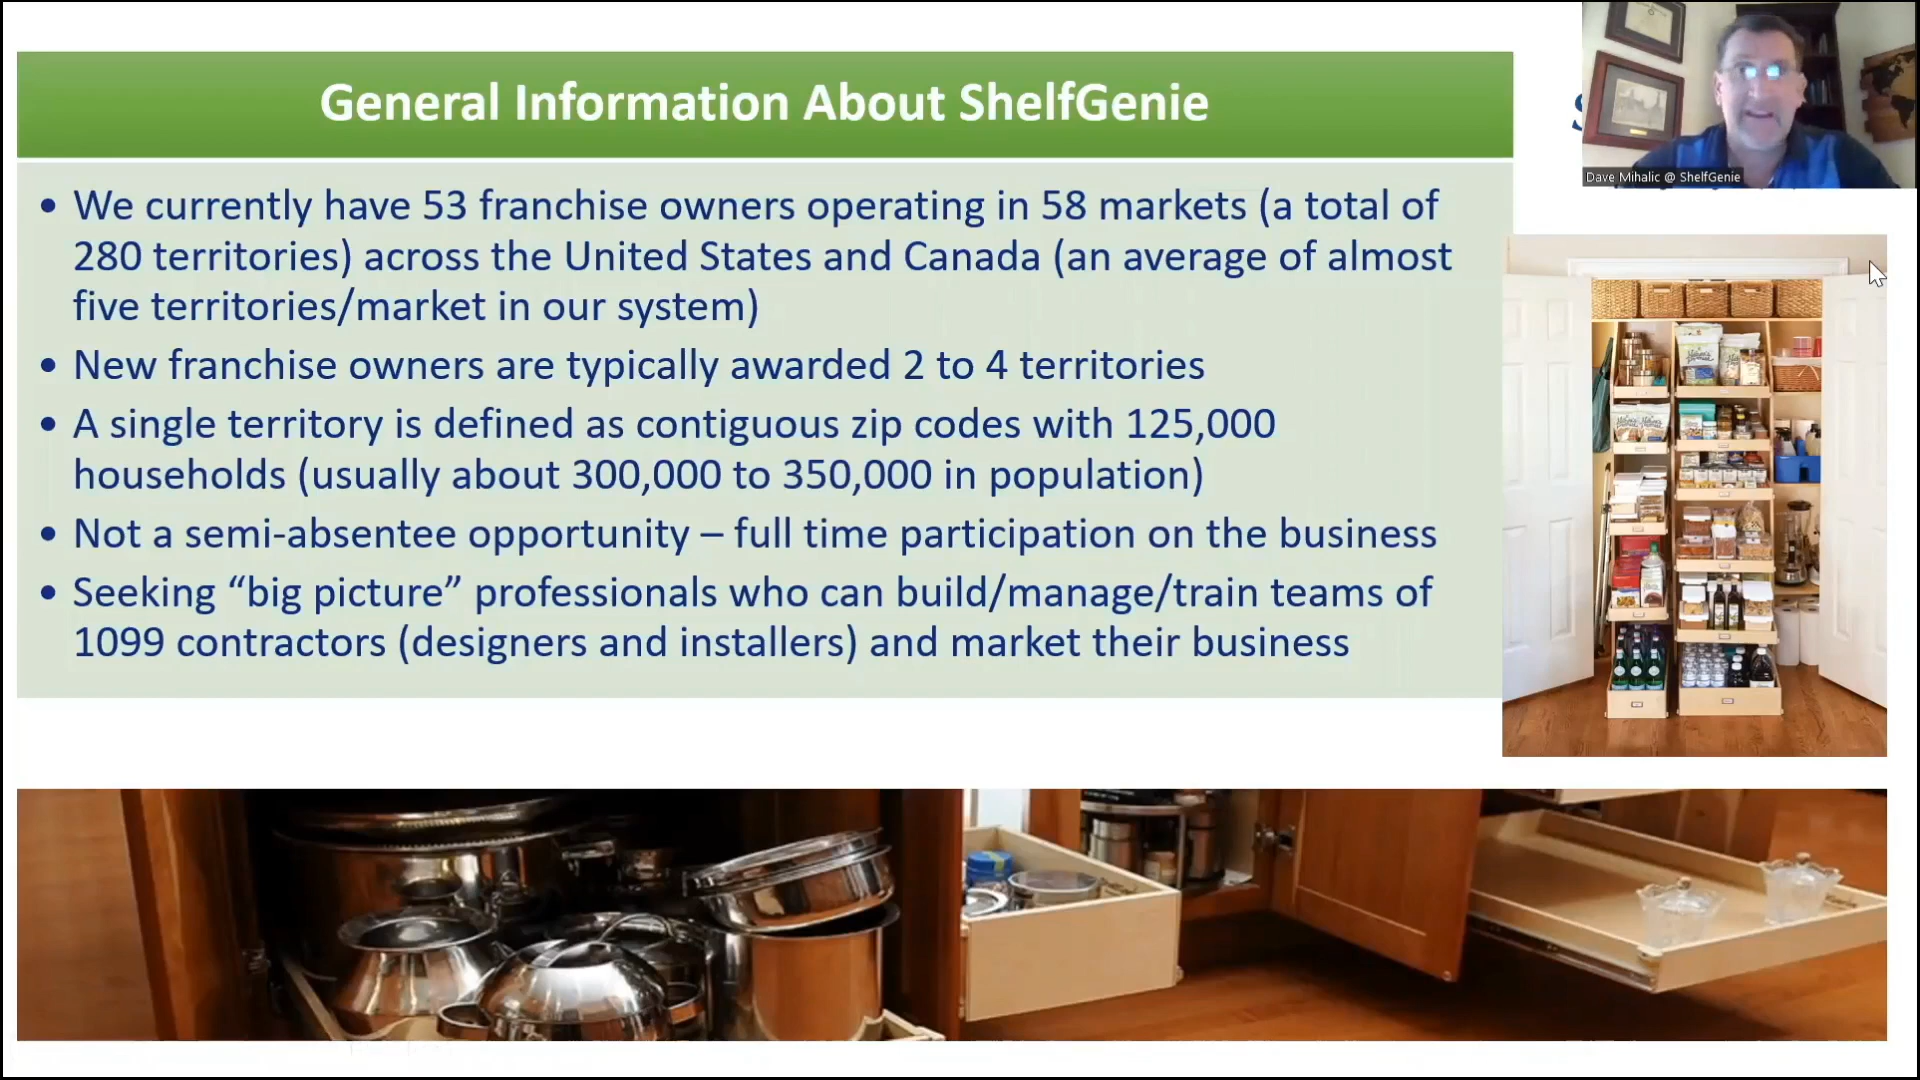 General Information About ShelfGenie
Dave Mihalic @ ShelfGenie
• We currently have 53 franchise owners operating in 58 markets (a total of
280 territories) across the United States and Canada (an average of almost
five territories/market in our system)
• New franchise owners are typically awarded 2 to 4 territories
• A single territory is defined as contiguous zip codes with 125,000
households (usually about 300,000 to 350,000 in population)
• Not a semi-absentee opportunity – full time participation on the business
• Seeking “big picture” professionals who can build/manage/train teams of
1099 contractors (designers and installers) and market their business